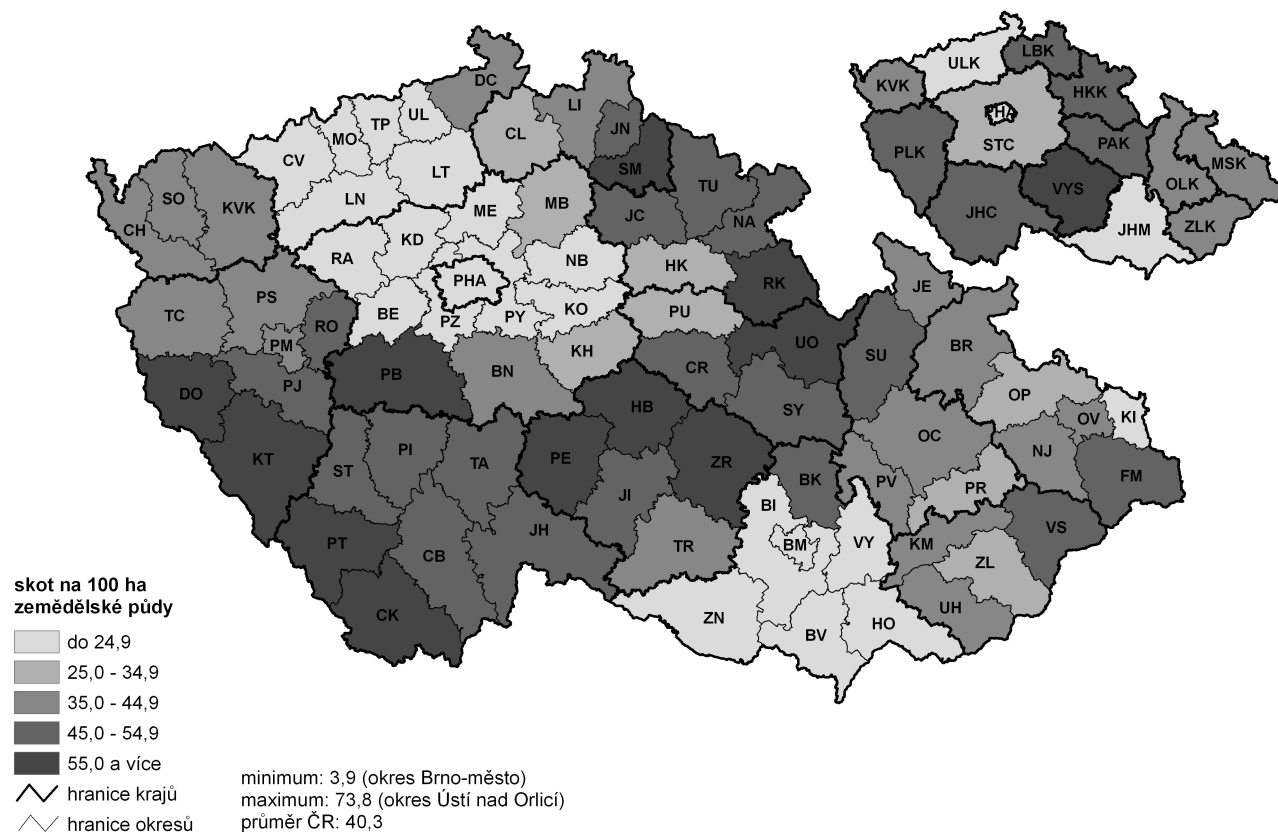 DC
LI
JN
SM
UL
TP
MO
CV
CL
LT
LN
SO
CH
KVK
ME
MB
TU
JC
NA
KD
RA
NB
HK
PHA
RK
BE
PZ
PY
KO
PU
TC
PS
RO
PM
PJ
DO
PB
BN
KH
CR
UO
SU
JE
BR
OP
KI
OV
KT
HB
SY
OC
NJ
FM
ST
PI
TA
PE
ZR
JI
BK
PV
PR
BI
BM
VY
KM
VS
ZL
PT
CB
JH
TR
UH
CK
ZN
BV
HO
ULK
LBK
KVK
HKK
PHA
STC
PLK
PAK
VYS
MSK
OLK
JHC
JHM
ZLK
skot na 100 ha
zemědělské půdy
do 24,9
25,0 - 34,9
35,0 - 44,9
45,0 - 54,9
55,0 a více
hranice krajů
hranice okresů
minimum: 3,9 (okres Brno-město)
maximum: 73,8 (okres Ústí nad Orlicí)
průměr ČR: 40,3